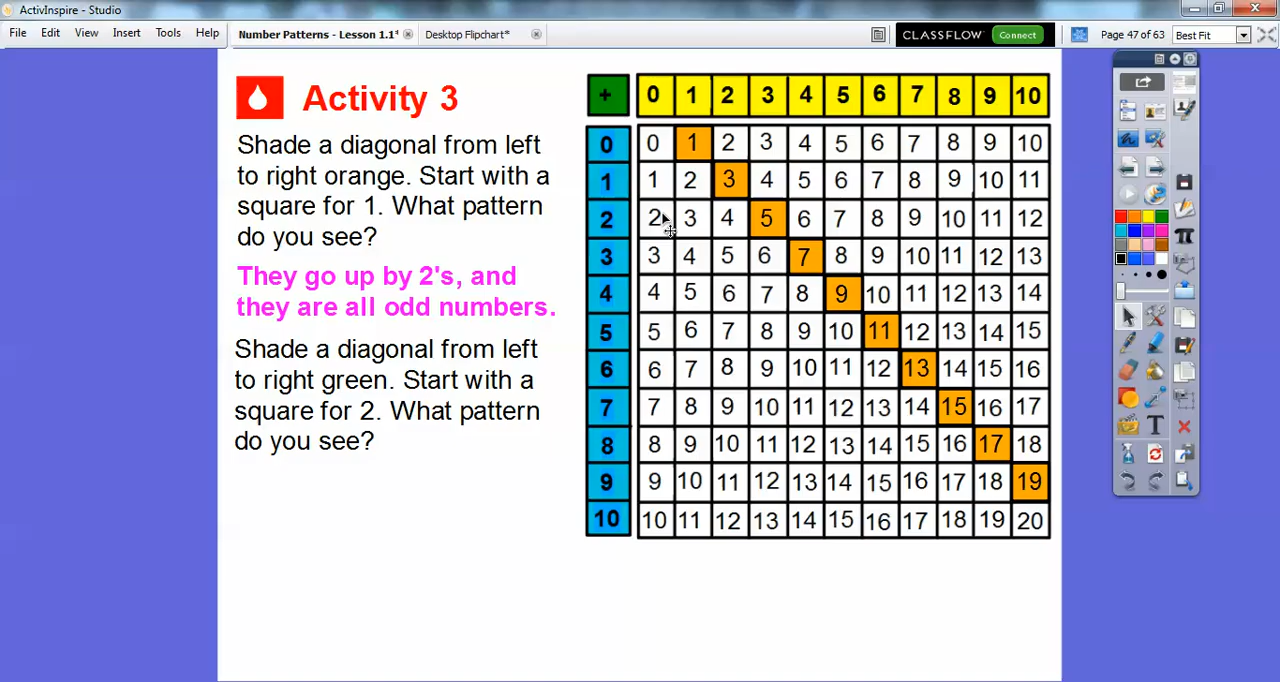 ActivInspire - Studio
File Edit View Insert Tools Help
Number Patterns - Lesson 1.1*
Desktop Flipchart*
CLASSFLOW Connect
Page 47 of 63
Best Fit
Activity 3
Shade a diagonal from left
to right orange. Start with a
square for 1. What pattern
do you see?
They go up by 2's, and
they are all odd numbers.
Shade a diagonal from left
to right green. Start with a
square for 2. What pattern
do you see?
+ 0 1 2 3 4 5 6 7 8 9 10
0 0 1 2 3 4 5 6 7 8 9 10
1 1 2 3 4 5 6 7 8 9 10 11
2 2 3 4 5 6 7 8 9 10 11 12
3 3 4 5 6 7 8 9 10 11 12 13
4 4 5 6 7 8 9 10 11 12 13 14
5 5 6 7 8 9 10 11 12 13 14 15
6 6 7 8 9 10 11 12 13 14 15 16
7 7 8 9 10 11 12 13 14 15 16 17
8 8 9 10 11 12 13 14 15 16 17 18
9 9 10 11 12 13 14 15 16 17 18 19
10 10 11 12 13 14 15 16 17 18 19 20